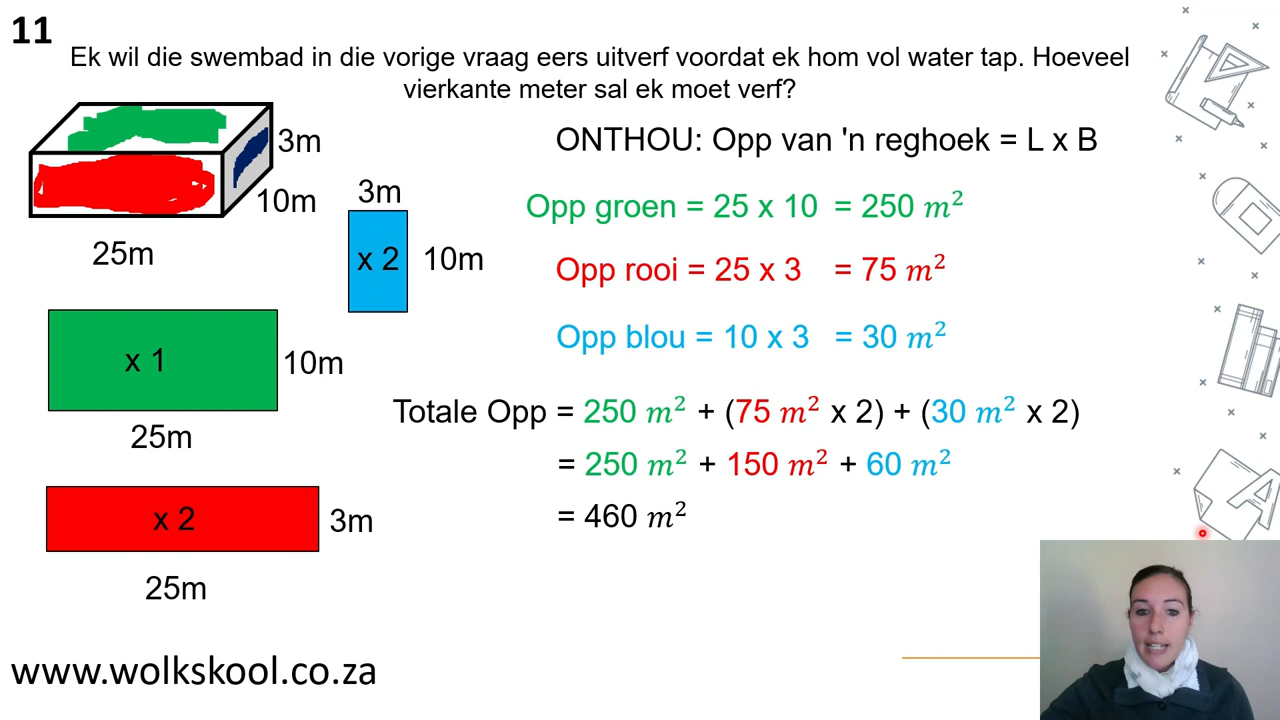 11
Ek wil die swembad in die vorige vraag eers uitverf voordat ek hom vol water tap. Hoeveel
vierkante meter sal ek moet verf?
3m
10m
25m
3m
x 2
10m
x 1
10m
25m
x 2
3m
25m
ONTHOU: Opp van 'n reghoek = L x B
Opp groen = 25 x 10 = 250 m²
Opp rooi = 25 x 3 = 75 m²
Opp blou = 10 x 3 = 30 m²
Totale Opp = 250 m² + (75 m² x 2) + (30 m² x 2)
= 250 m² + 150 m² + 60 m²
= 460 m²
www.wolkskool.co.za